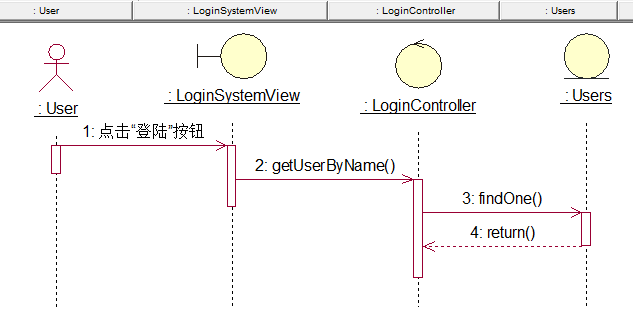 : User
: LoginSystemView
: LoginController
: Users
: User
: LoginSystemView
: LoginController
: Users
1: 点击“登陆”按钮
2: getUserByName()
3: findOne()
4: return()